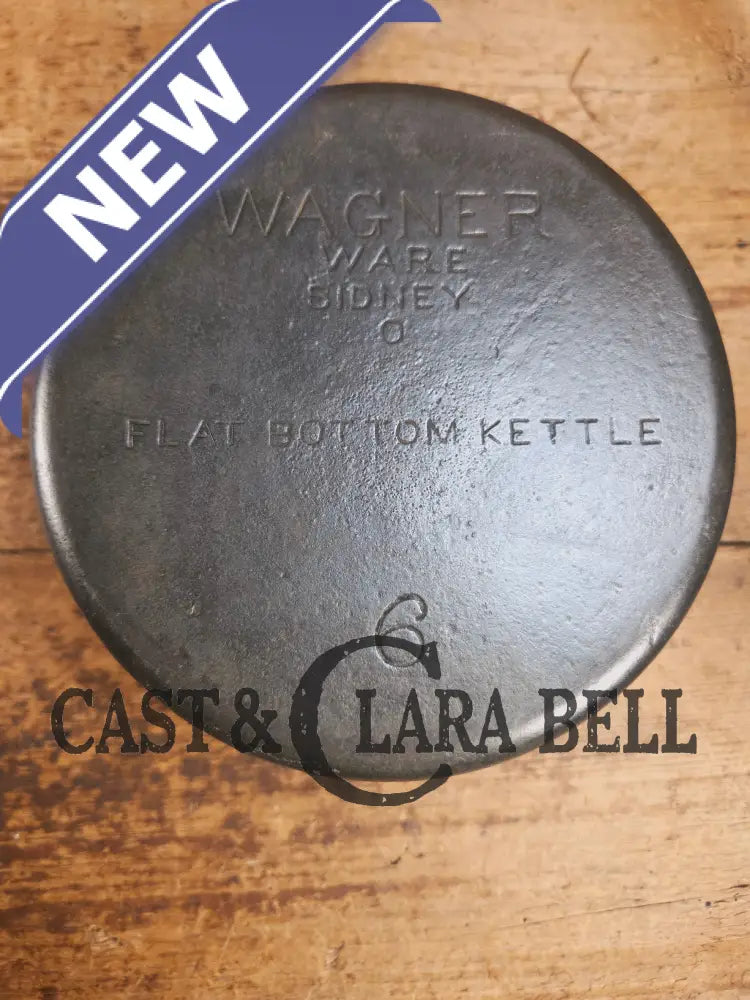 NEW
WAGNER
WARE
SIDNEY
O
FLAT BOTTOM KETTLE
6
CAST & CLARA BELL